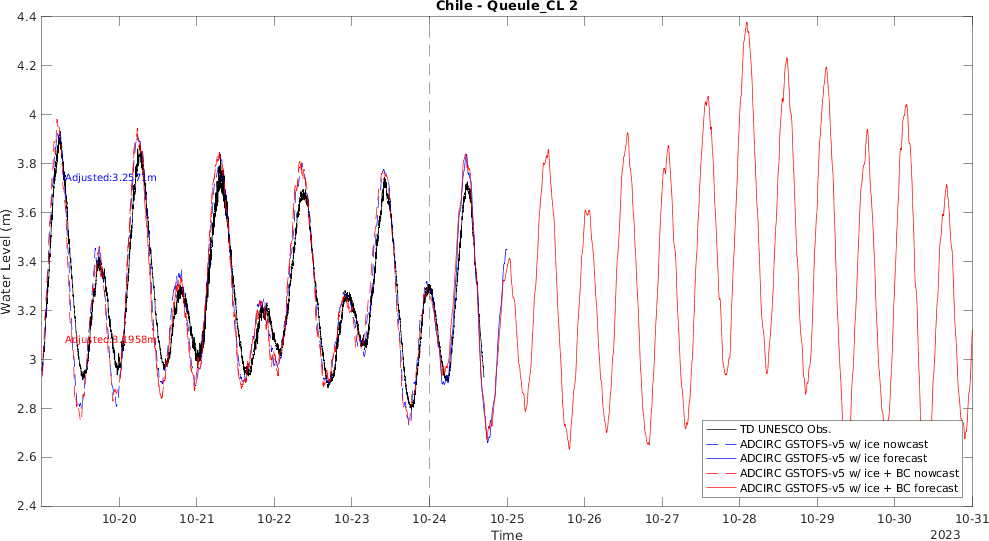 Chile - Queule_CL 2
4.4
4.2
4
3.8
3.6
3.4
3.2
3
2.8
2.6
2.4
Water Level (m)
Adjusted:3.2571m
Adjusted:3.1958m
TD UNESCO Obs.
ADCIRC GSTOFS-v5 w/ ice nowcast
ADCIRC GSTOFS-v5 w/ ice forecast
ADCIRC GSTOFS-v5 w/ ice + BC nowcast
ADCIRC GSTOFS-v5 w/ ice + BC forecast
10-20 10-21 10-22 10-23 10-24 10-25 10-26 10-27 10-28 10-29 10-30 10-31
Time
2023